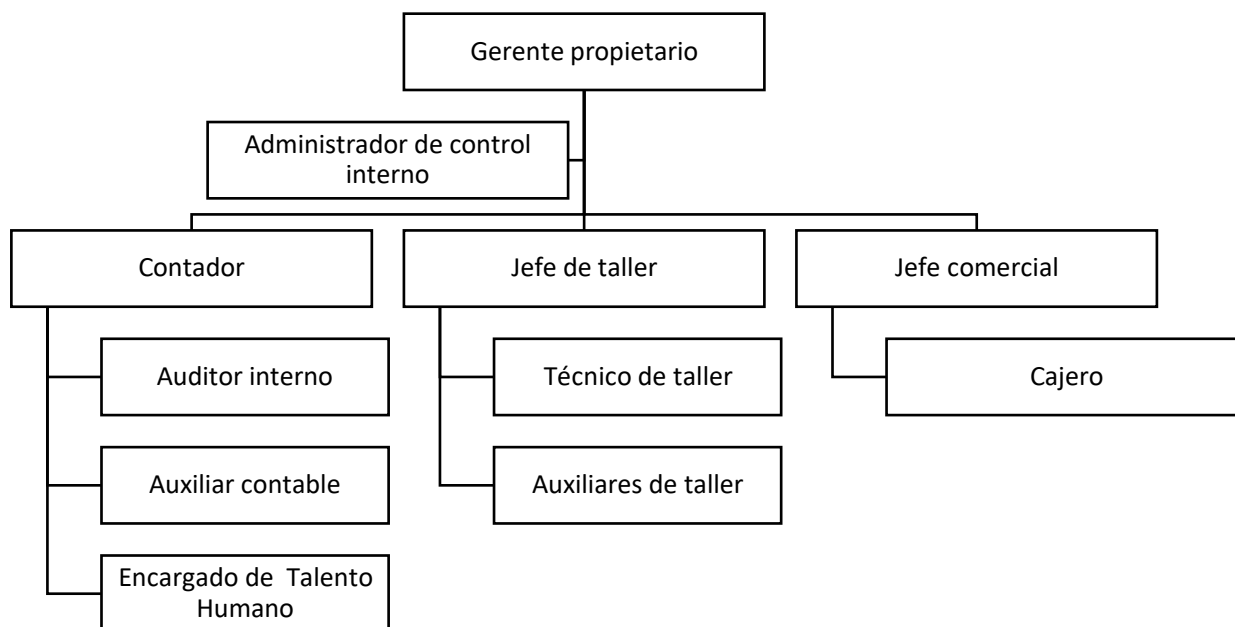 Gerente propietario
Administrador de control
interno
Contador
Jefe de taller
Jefe comercial
Auditor interno
Técnico de taller
Cajero
Auxiliar contable
Auxiliares de taller
Encargado de  Talento
Humano